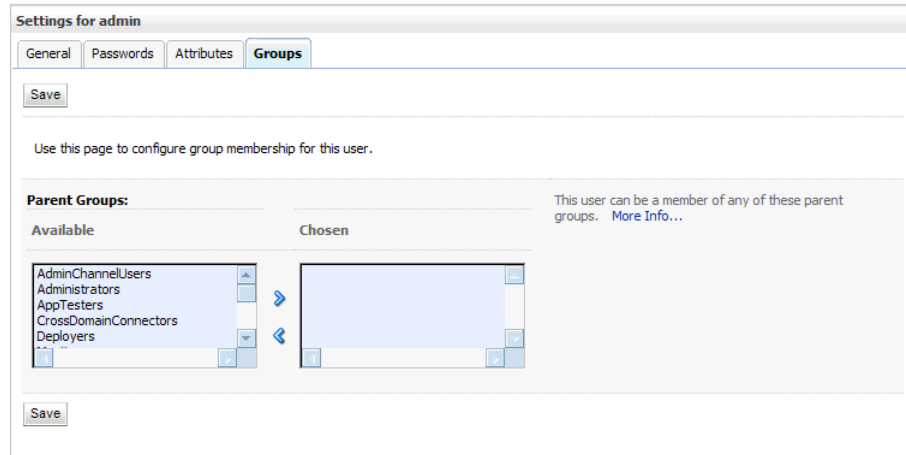 Settings for admin
General Passwords Attributes Groups
Save
Use this page to configure group membership for this user.
Parent Groups:
This user can be a member of any of these parent
groups. More Info...
Available Chosen
AdminChannelUsers
Administrators
AppTesters
CrossDomainConnectors
Deployers
Save